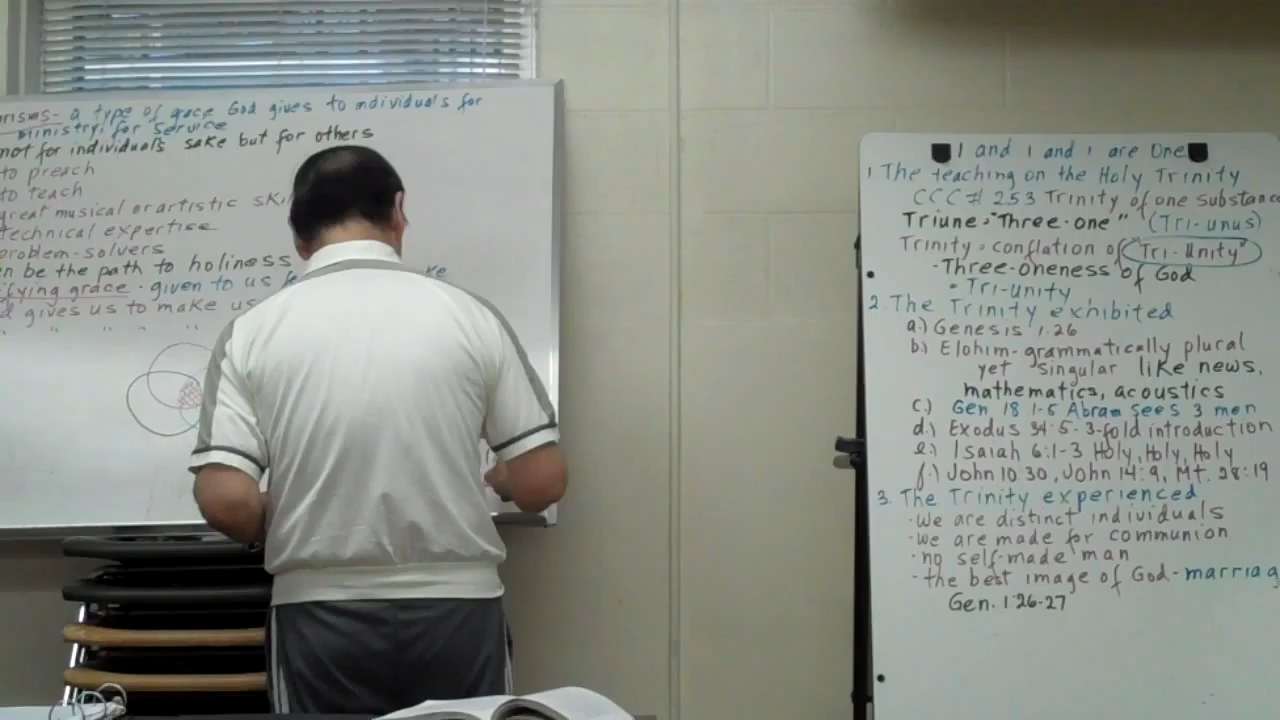 a type of grace God gives to individuals for
ministry, for service
not for individuals sake but for others
to preach
to teach
great musical or artistic
technical expertise
problem-solvers
be the path to holiness
grace - given to us
gives us to make us
" " " " "
1 and 1 and 1 are One
1 The teaching on the Holy Trinity
CCC # 253 Trinity of one substance
Triune = "Three-one" (Tri-unus)
Trinity = conflation of "Tri-Unity"
- Three-oneness of God
= Tri-unity
2. The Trinity exhibited
a.) Genesis 1:26
b.) Elohim-grammatically plural
yet singular like news,
mathematics, acoustics
c.) Gen 18 1-5 Abram sees 3 men
d.) Exodus 34:5 - 3-fold introduction
e.) Isaiah 6:1-3 Holy, Holy, Holy
f.) John 10 30, John 14:9, Mt. 28:19
3. The Trinity experienced
-we are distinct individuals
-we are made for communion
-no self-made man
-the best image of God-marriag
Gen. 1:26-27